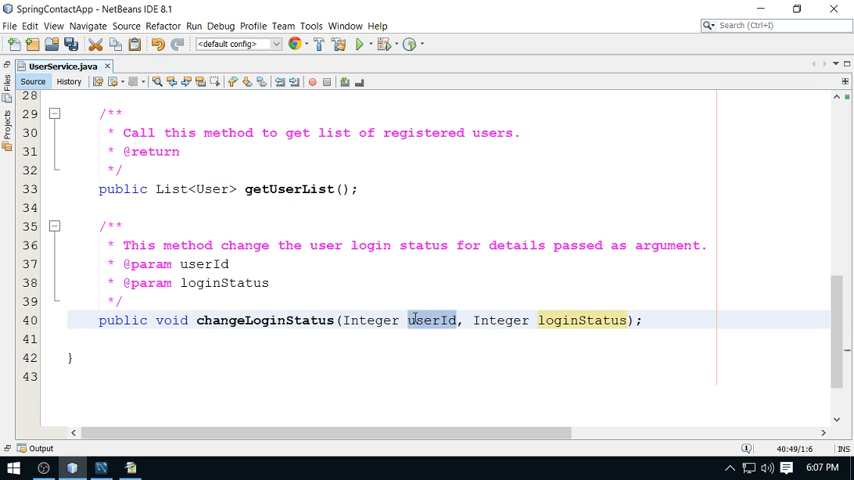 SpringContactApp - NetBeans IDE 8.1
File Edit View Navigate Source Refactor Run Debug Profile Team Tools Window Help
Search (Ctrl+I)
<default config>
UserService.java
Source History
Files
Projects
28
29 /**
30 * Call this method to get list of registered users.
31 * @return
32 */
33 public List<User> getUserList();
34
35 /**
36 * This method change the user login status for details passed as argument.
37 * @param userId
38 * @param loginStatus
39 */
40 public void changeLoginStatus(Integer userId, Integer loginStatus);
41
42 }
43
Output
40:49/1:6 INS
6:07 PM